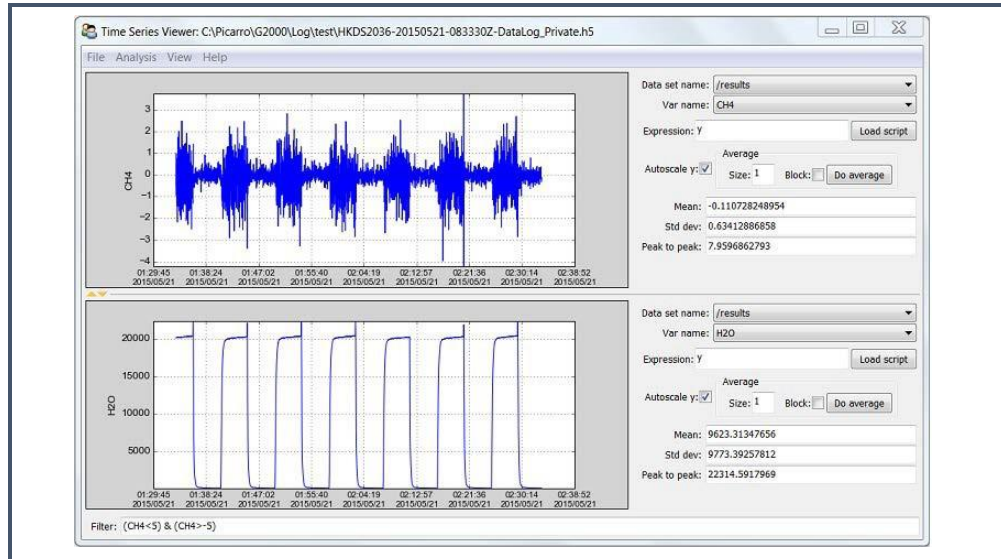 Time Series Viewer: C:\Picarro\G2000\Log\test\HKDS2036-20150521-083330Z-DataLog_Private.h5
File Analysis View Help
Data set name: /results
Var name: CH4
Expression: y Load script
Average
Autoscale y: Size: 1 Block: Do average
Mean: -0.110728248954
Std dev: 0.63412886858
Peak to peak: 7.9596862793
CH4
3
2
1
0
−1
−2
−3
−4
01:29:45 01:38:24 01:47:02 01:55:40 02:04:19 02:12:57 02:21:36 02:30:14 02:38:52
2015/05/21 2015/05/21 2015/05/21 2015/05/21 2015/05/21 2015/05/21 2015/05/21 2015/05/21 2015/05/21
Data set name: /results
Var name: H2O
Expression: y Load script
Average
Autoscale y: Size: 1 Block: Do average
Mean: 9623.31347656
Std dev: 9773.39257812
Peak to peak: 22314.5917969
H2O
20000
15000
10000
5000
01:29:45 01:38:24 01:47:02 01:55:40 02:04:19 02:12:57 02:21:36 02:30:14 02:38:52
2015/05/21 2015/05/21 2015/05/21 2015/05/21 2015/05/21 2015/05/21 2015/05/21 2015/05/21 2015/05/21
Filter: (CH4<5) & (CH4>-5)